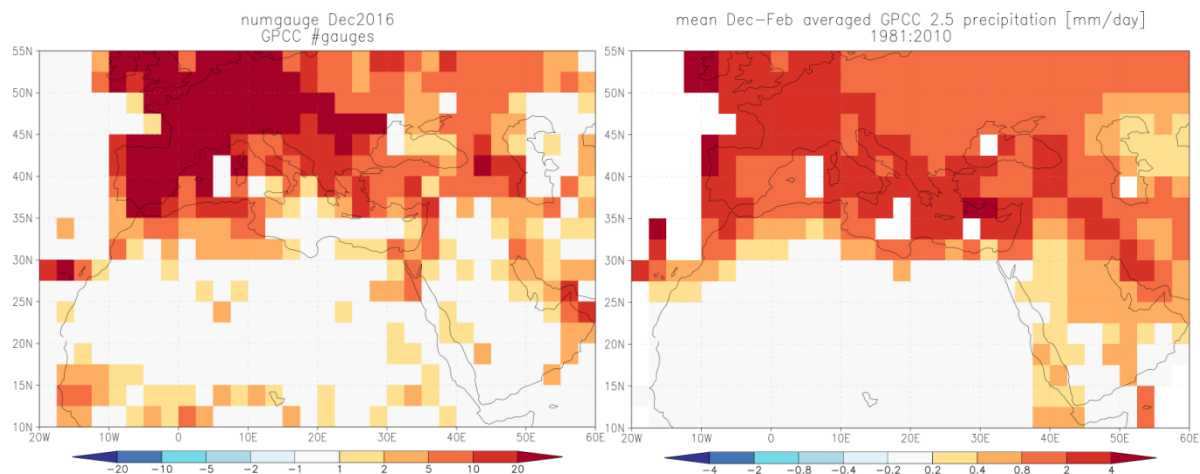 numgauge Dec2016
GPCC #gauges
55N
50N
45N
40N
35N
30N
25N
20N
15N
10N
20W 10W 0 10E 20E 30E 40E 50E 60E
−20 −10 −5 −2 −1 1 2 5 10 20
mean Dec−Feb averaged GPCC 2.5 precipitation [mm/day]
1981:2010
55N
50N
45N
40N
35N
30N
25N
20N
15N
10N
20W 10W 0 10E 20E 30E 40E 50E 60E
−4 −2 −0.8 −0.4 −0.2 0.2 0.4 0.8 2 4